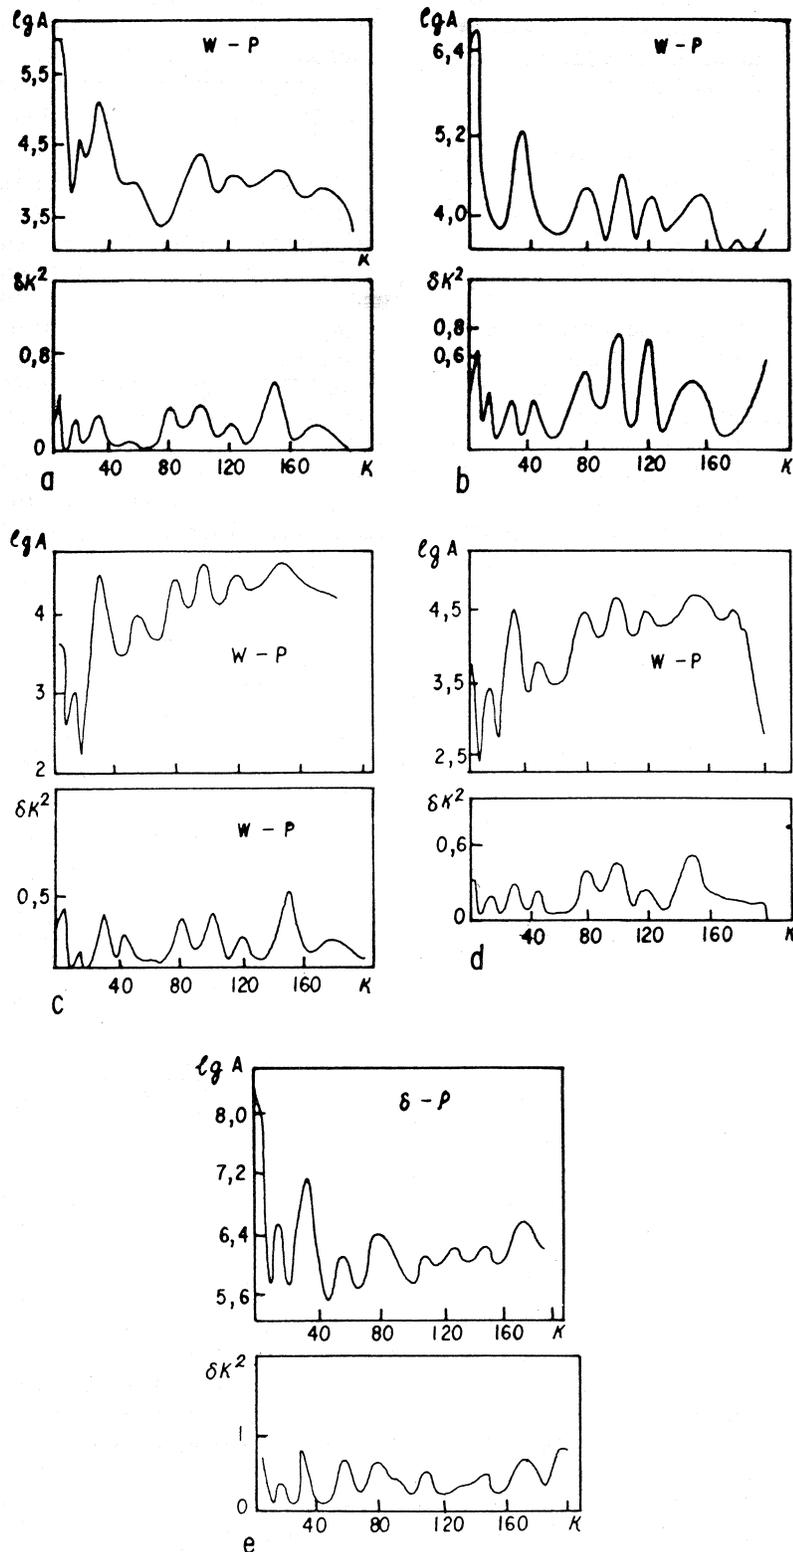 lgA
W – P
5,5
4,5
3,5
K
δK²
0,8
0
40 80 120 160 K
a
lgA
W – P
6,4
5,2
4,0
δK²
0,8
0,6
40 80 120 160 K
b
lgA
4
W – P
3
2
δK²
W – P
0,5
40 80 120 160 K
c
lgA
4,5
W – P
3,5
2,5
δK²
0,6
0
40 80 120 160 K
d
lgA
δ – P
8,0
7,2
6,4
5,6
40 80 120 160 K
δK²
1
0
40 80 120 160 K
e